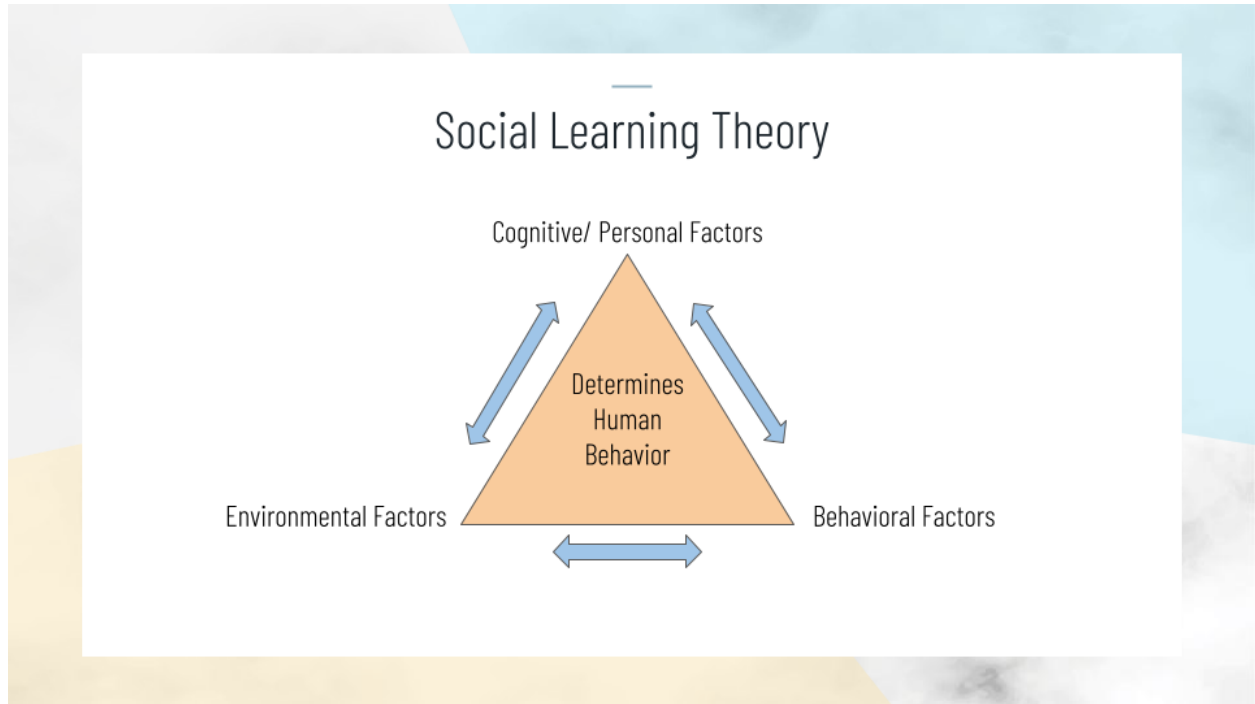 Social Learning Theory
Cognitive/ Personal Factors
Determines
Human
Behavior
Environmental Factors
Behavioral Factors